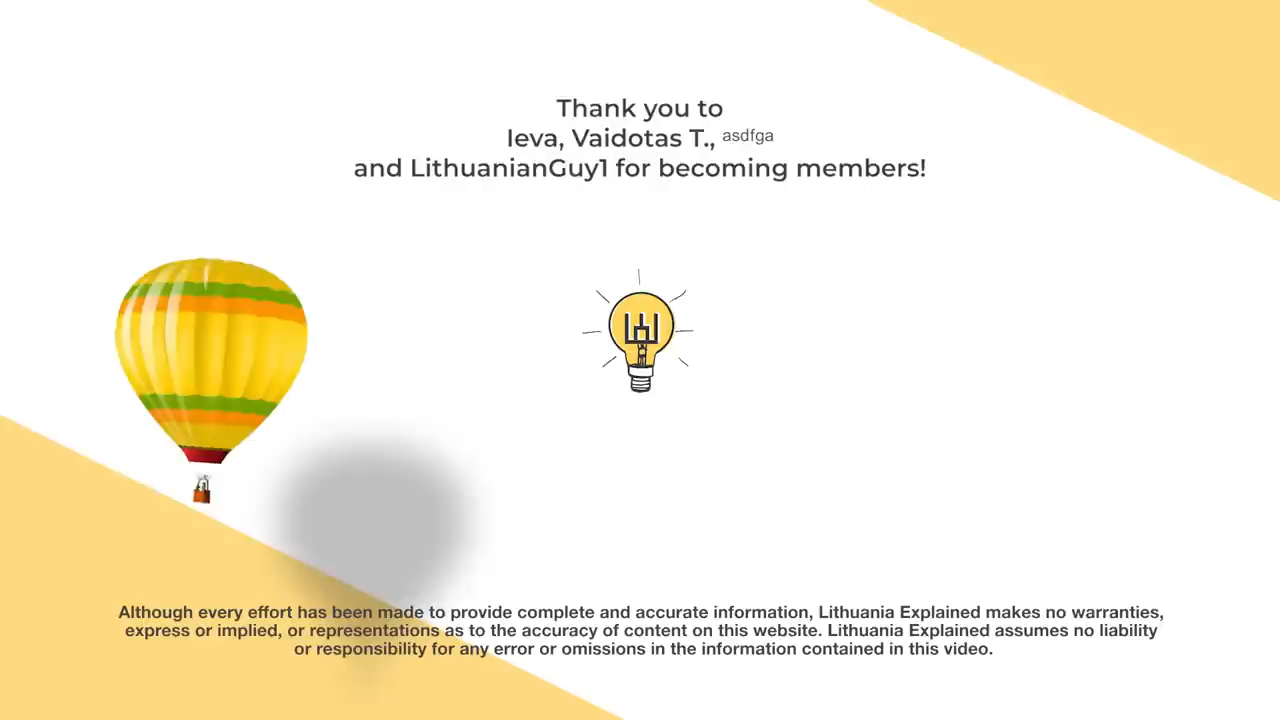 Thank you to
Ieva, Vaidotas T., asdfga
and LithuanianGuy1 for becoming members!
Although every effort has been made to provide complete and accurate information, Lithuania Explained makes no warranties,
express or implied, or representations as to the accuracy of content on this website. Lithuania Explained assumes no liability
or responsibility for any error or omissions in the information contained in this video.